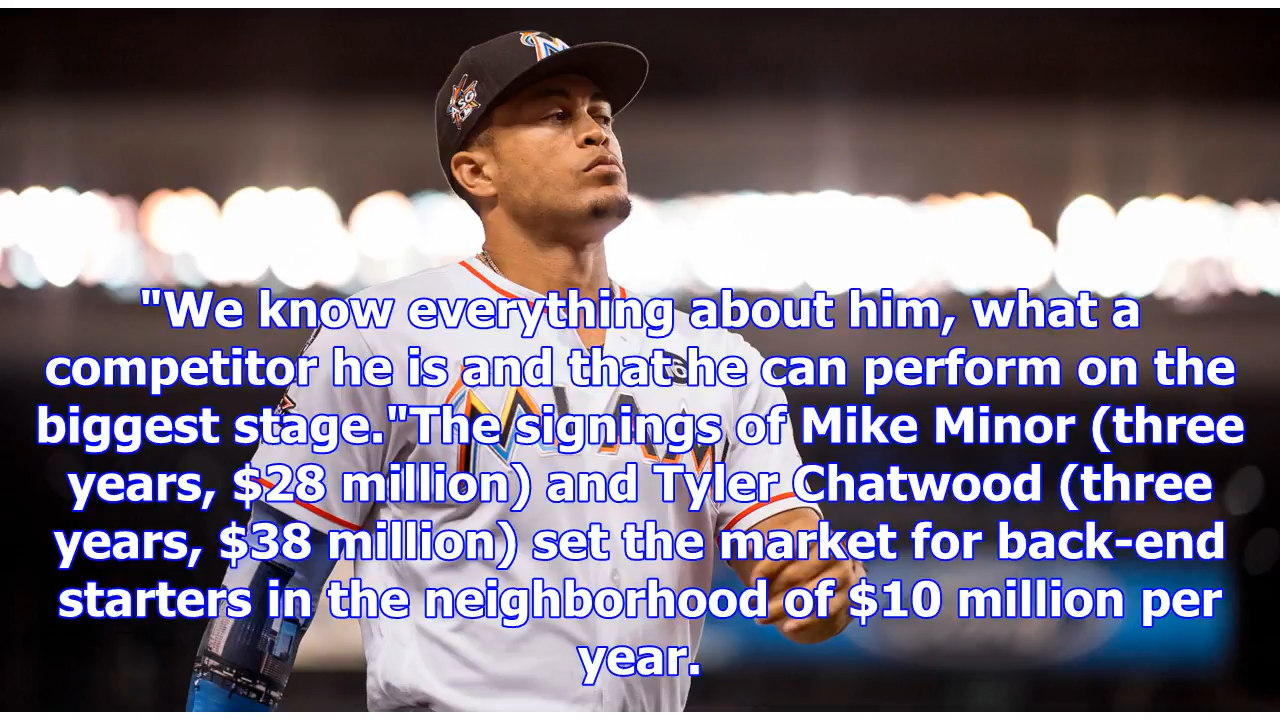 "We know everything about him, what a
competitor he is and that he can perform on the
biggest stage."The signings of Mike Minor (three
years, $28 million) and Tyler Chatwood (three
years, $38 million) set the market for back-end
starters in the neighborhood of $10 million per
year.
ASG
MIAM